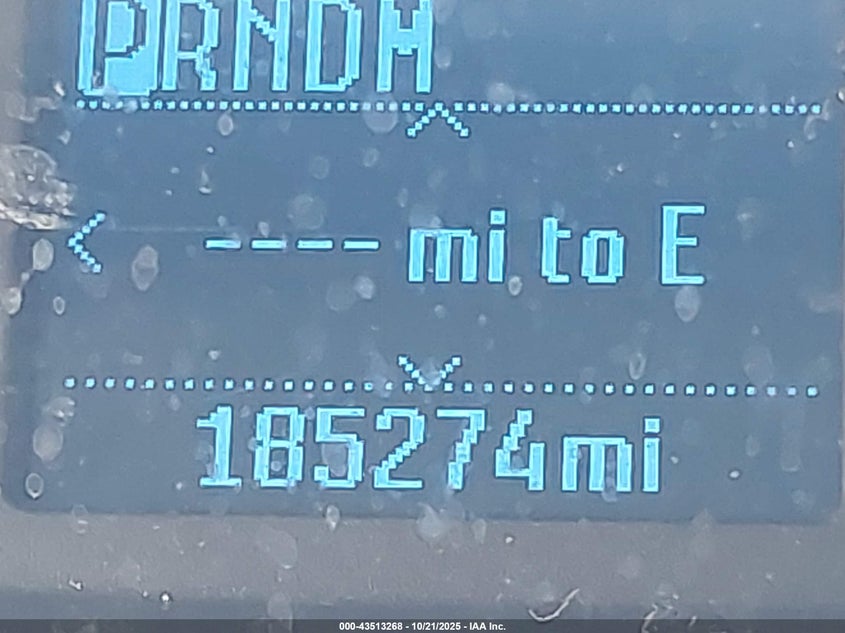 PRNDM
< ---- mi to E
185274mi
000-43513268 - 10/21/2025 - IAA Inc.